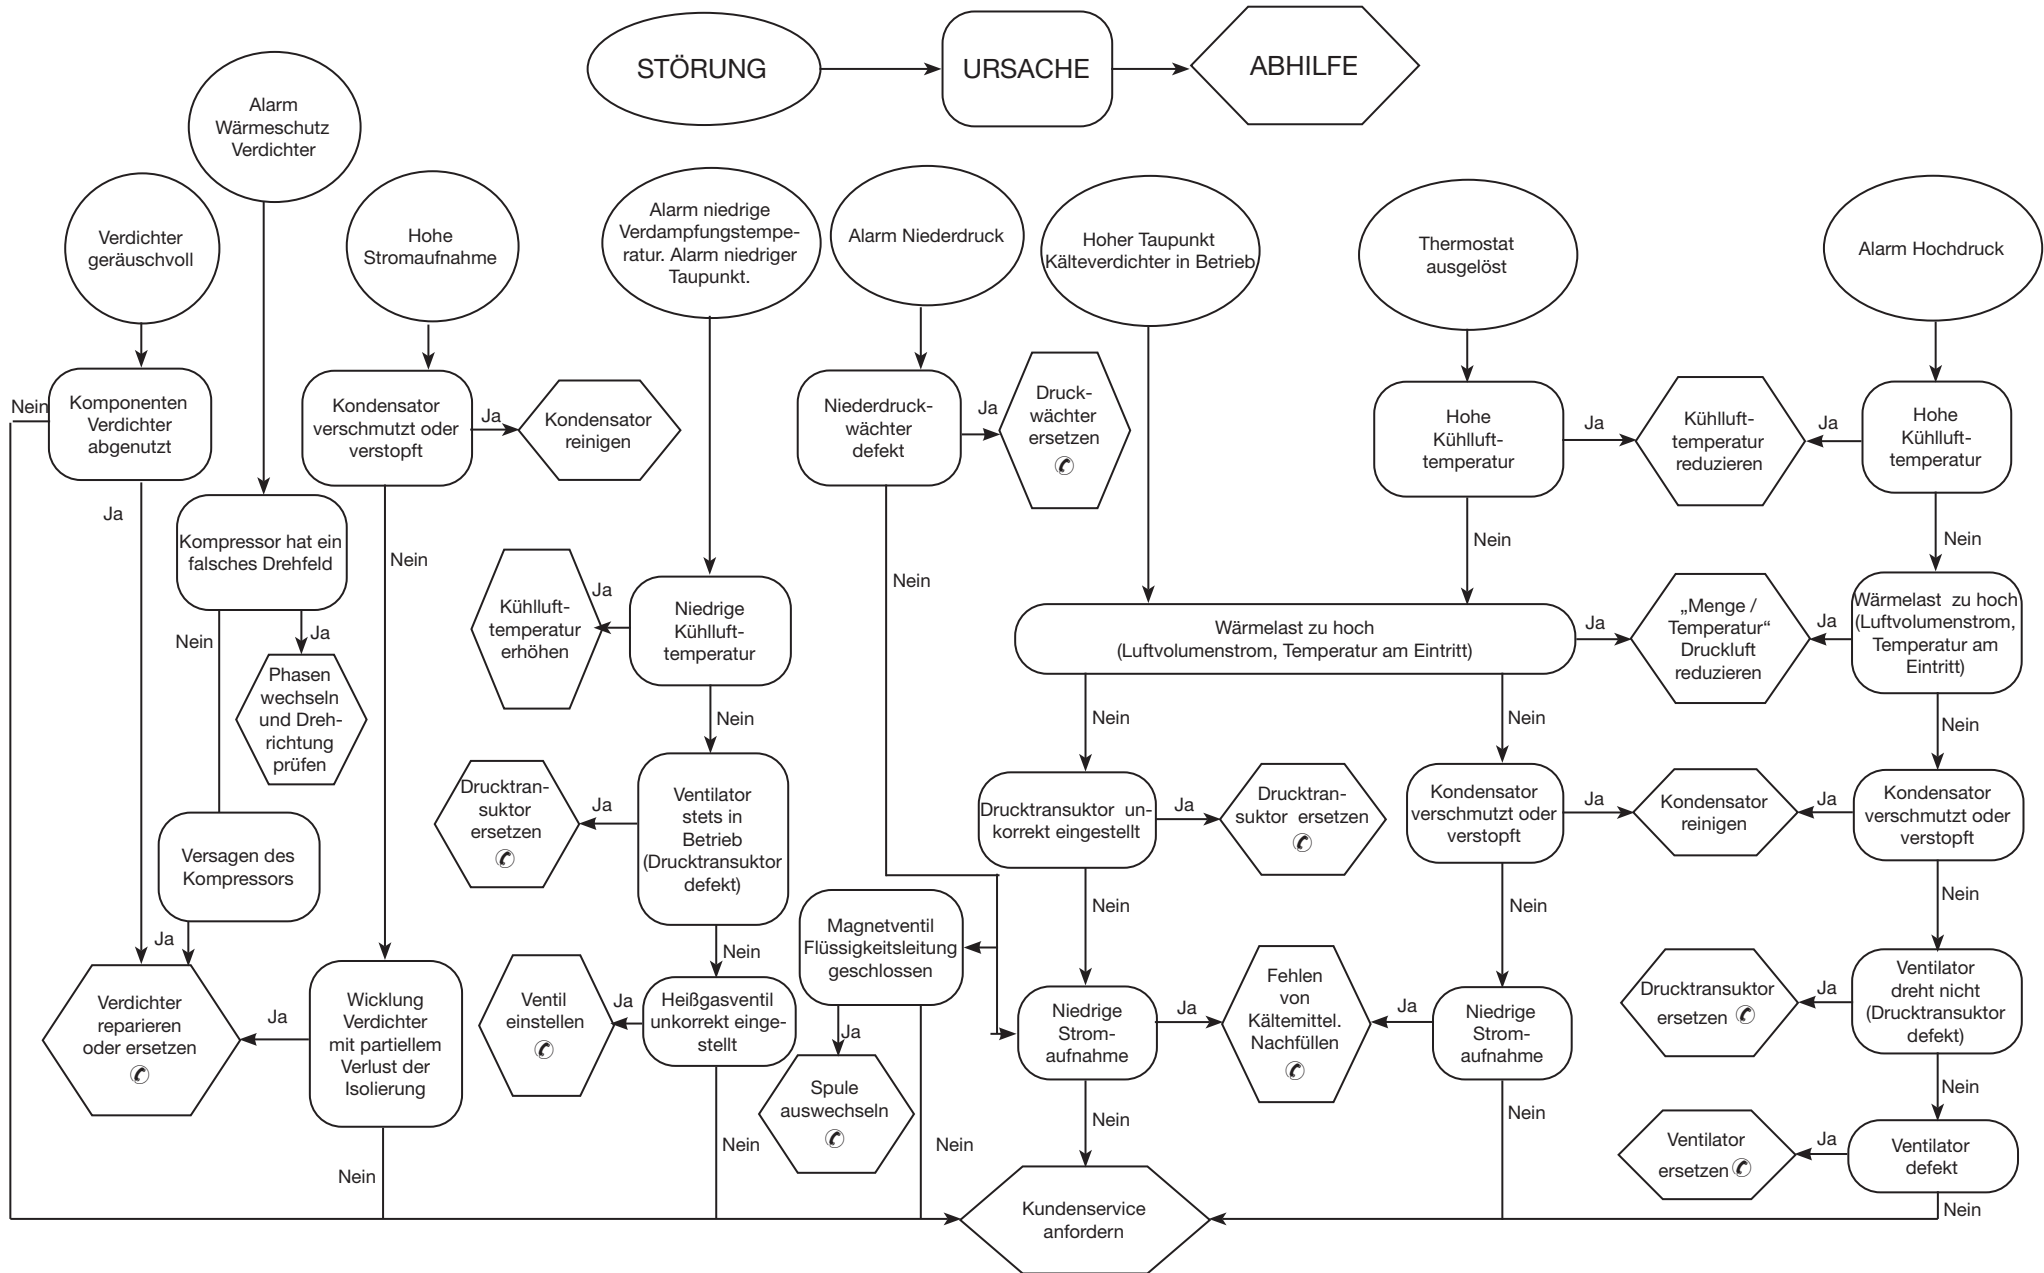 STÖRUNG
URSACHE
ABHILFE
Alarm
Wärmeschutz
Verdichter
Verdichter
geräuschvoll
Hohe
Stromaufnahme
Alarm niedrige
Verdampfungstempe-
ratur. Alarm niedriger
Taupunkt.
Alarm Niederdruck
Hoher Taupunkt
Kälteverdichter in Betrieb
Thermostat
ausgelöst
Alarm Hochdruck
Nein
Komponenten
Verdichter
abgenutzt
Ja
Kondensator
verschmutzt oder
verstopft
Ja
Kondensator
reinigen
Niederdruck-
wächter
defekt
Ja
Druck-
wächter
ersetzen
Hohe
Kühlluft-
temperatur
Ja
Kühlluft-
temperatur
reduzieren
Ja
Hohe
Kühlluft-
temperatur
Kompressor hat ein
falsches Drehfeld
Nein
Nein
Nein
Nein
Kühlluft-
temperatur
erhöhen
Ja
Niedrige
Kühlluft-
temperatur
Nein
Ja
Phasen
wechseln
und Dreh-
richtung
prüfen
Wärmelast zu hoch
(Luftvolumenstrom, Temperatur am Eintritt)
Ja
„Menge /
Temperatur“
Druckluft
reduzieren
Ja
Wärmelast zu hoch
(Luftvolumenstrom,
Temperatur am
Eintritt)
Nein
Nein
Nein
Nein
Drucktran-
suktor
ersetzen
Ja
Ventilator
stets in
Betrieb
(Drucktransuktor
defekt)
Drucktransuktor un-
korrekt eingestellt
Ja
Drucktran-
suktor ersetzen
Kondensator
verschmutzt oder
verstopft
Ja
Kondensator
reinigen
Ja
Kondensator
verschmutzt oder
verstopft
Versagen des
Kompressors
Ja
Nein
Nein
Nein
Nein
Magnetventil
Flüssigkeitsleitung
geschlossen
Verdichter
reparieren
oder ersetzen
Ja
Wicklung
Verdichter
mit partiellem
Verlust der
Isolierung
Ventil
einstellen
Ja
Heißgasventil
unkorrekt einge-
stellt
Ja
Spule
auswechseln
Niedrige
Strom-
aufnahme
Ja
Fehlen
von
Kältemittel.
Nachfüllen
Ja
Niedrige
Strom-
aufnahme
Drucktransuktor
ersetzen
Ja
Ventilator
dreht nicht
(Drucktransuktor
defekt)
Nein
Nein
Nein
Nein
Nein
Nein
Ventilator
ersetzen
Ja
Ventilator
defekt
Nein
Kundenservice
anfordern